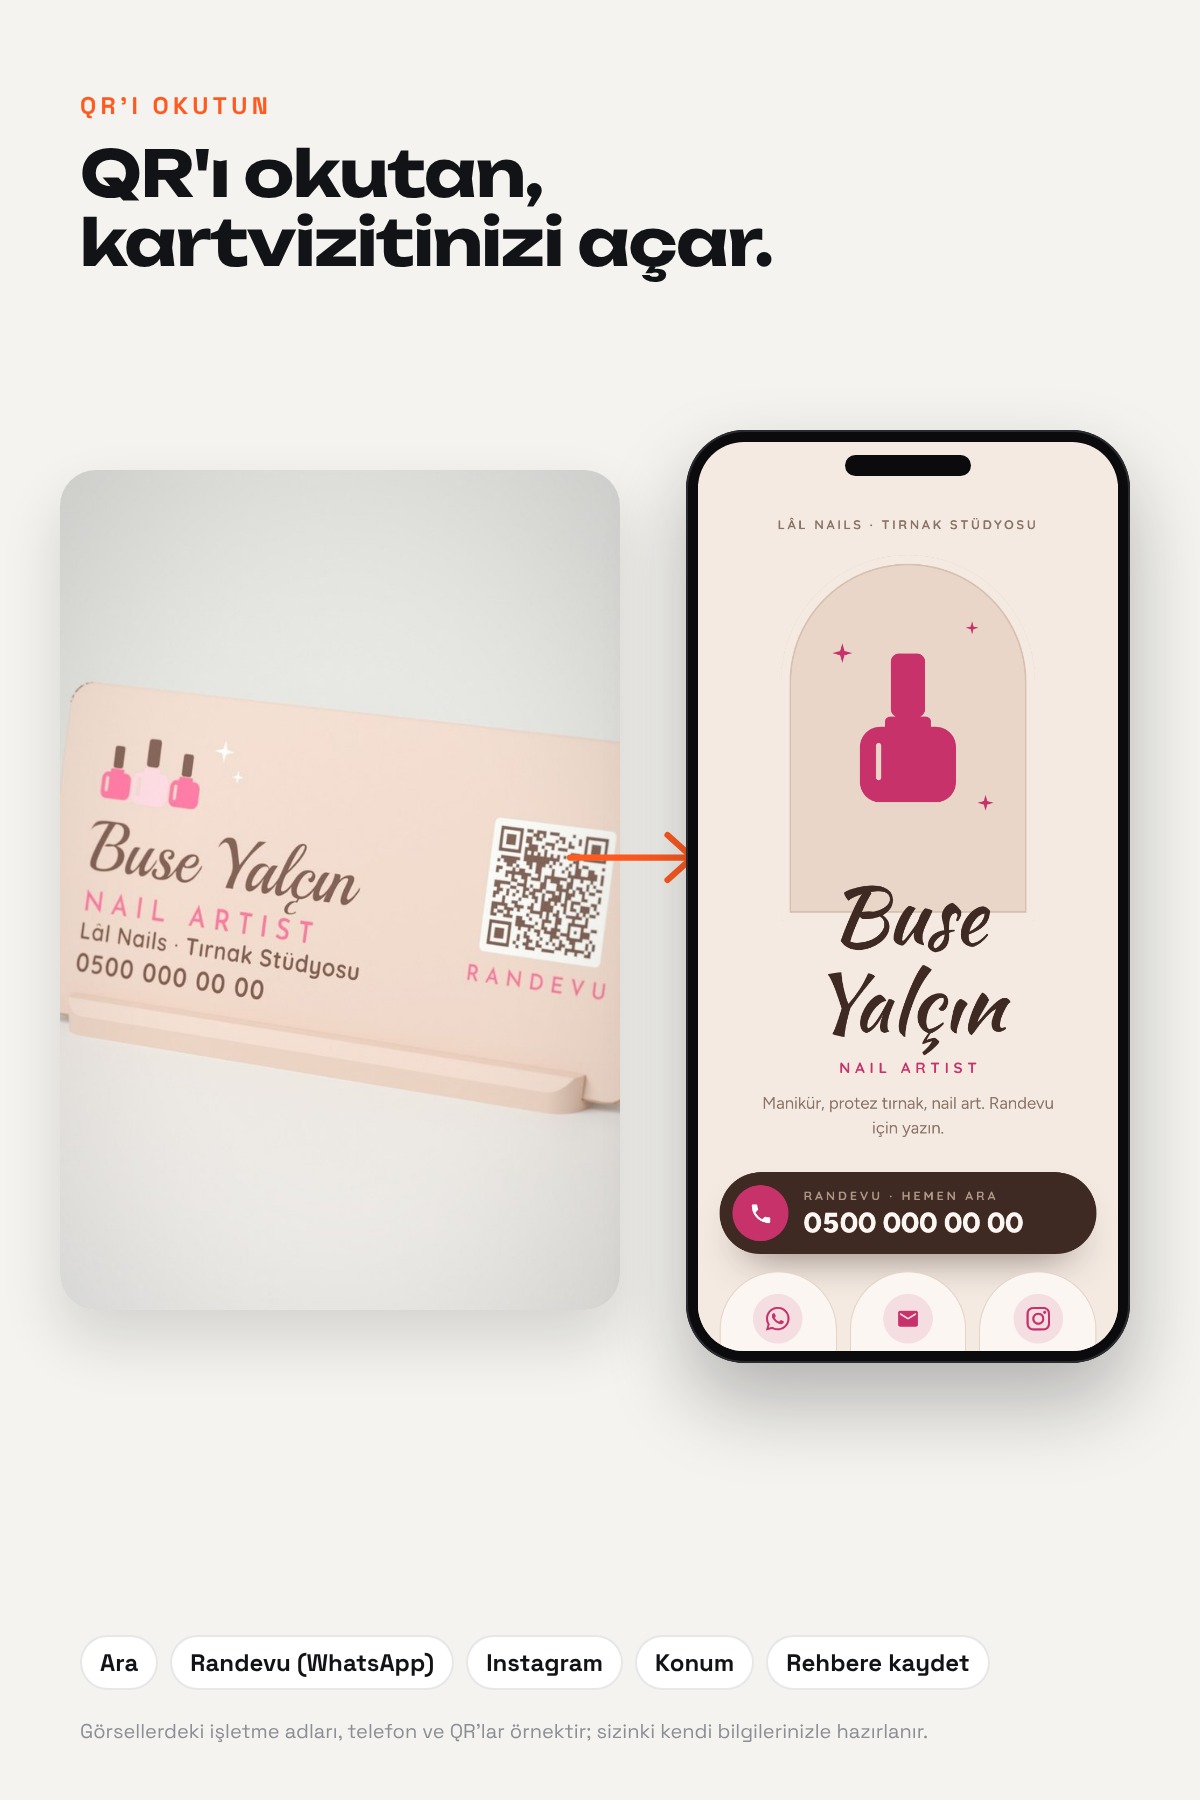 QR'I OKUTUN
QR'ı okutan,
kartvizitinizi açar.
Buse Yalçın
NAIL ARTIST
Lâl Nails · Tırnak Stüdyosu
0500 000 00 00
RANDEVU
LÂL NAILS · TIRNAK STÜDYOSU
Buse
Yalçın
NAIL ARTIST
Manikür, protez tırnak, nail art. Randevu
için yazın.
RANDEVU · HEMEN ARA
0500 000 00 00
Ara
Randevu (WhatsApp)
Instagram
Konum
Rehbere kaydet
Görsellerdeki işletme adları, telefon ve QR'lar örnektir; sizinki kendi bilgilerinizle hazırlanır.